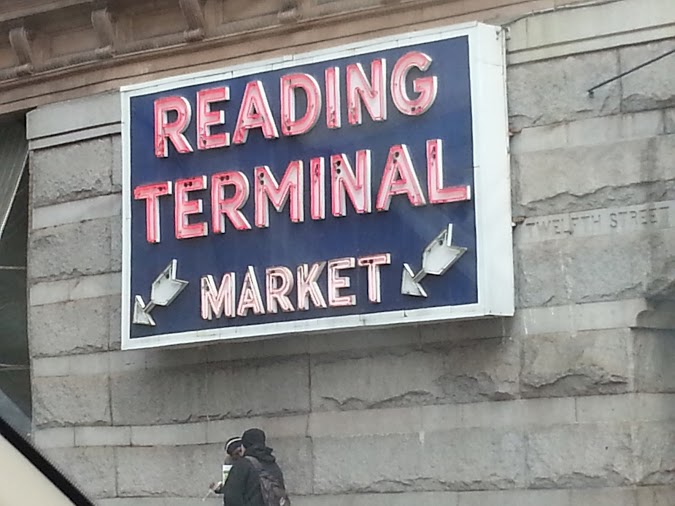 READING
TERMINAL
MARKET
TWELFTH STREET